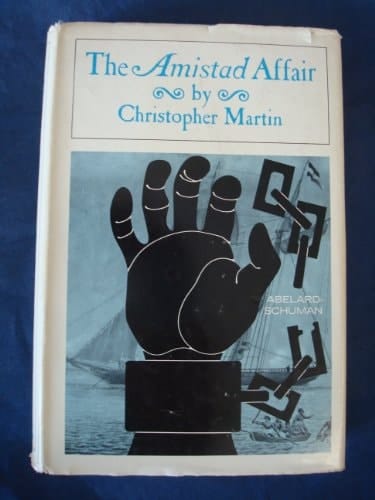 The Amistad Affair
by
Christopher Martin
ABELARD-
SCHUMAN